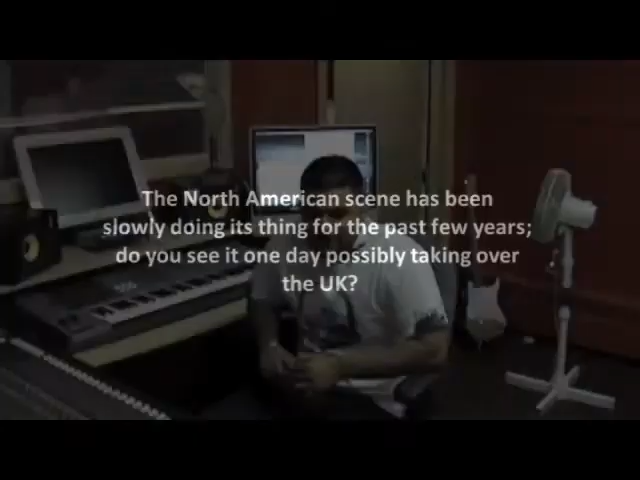 The North American scene has been
slowly doing its thing for the past few years;
do you see it one day possibly taking over
the UK?